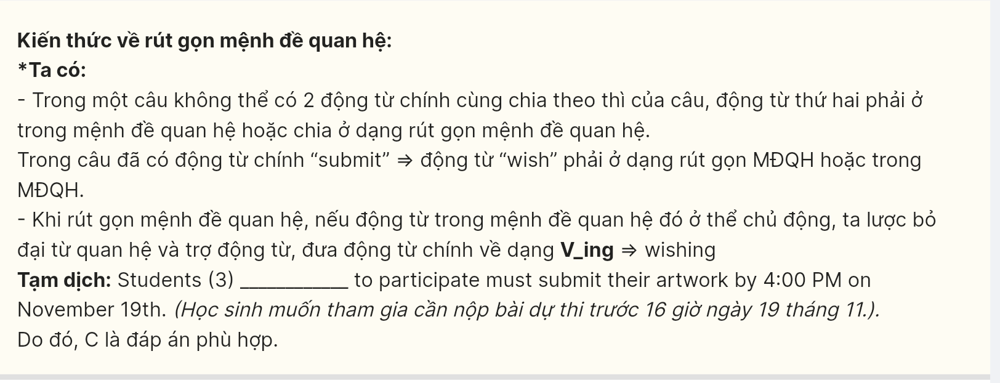 Kiến thức về rút gọn mệnh đề quan hệ:
*Ta có:
- Trong một câu không thể có 2 động từ chính cùng chia theo thì của câu, động từ thứ hai phải ở
trong mệnh đề quan hệ hoặc chia ở dạng rút gọn mệnh đề quan hệ.
Trong câu đã có động từ chính “submit” ⇒ động từ “wish” phải ở dạng rút gọn MĐQH hoặc trong
MĐQH.
- Khi rút gọn mệnh đề quan hệ, nếu động từ trong mệnh đề quan hệ đó ở thể chủ động, ta lược bỏ
đại từ quan hệ và trợ động từ, đưa động từ chính về dạng V_ing ⇒ wishing
Tạm dịch: Students (3) ____________ to participate must submit their artwork by 4:00 PM on
November 19th. (Học sinh muốn tham gia cần nộp bài dự thi trước 16 giờ ngày 19 tháng 11.).
Do đó, C là đáp án phù hợp.